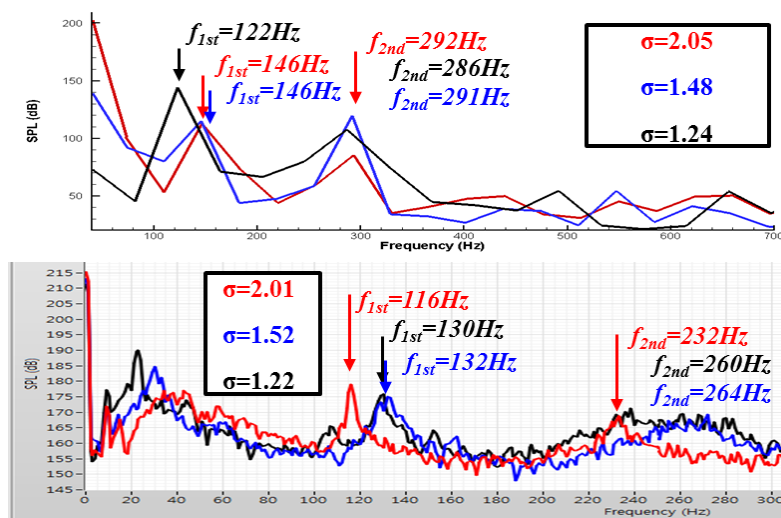 200
150
100
50
SPL (dB)
f1st=122Hz
f1st=146Hz
f1st=146Hz
f2nd=292Hz
f2nd=286Hz
f2nd=291Hz
σ=2.05
σ=1.48
σ=1.24
100 200 300 400 500 600 700
Frequency (Hz)
215
210
205
200
195
190
185
180
175
170
165
160
155
150
145
SPL (dB)
σ=2.01
σ=1.52
σ=1.22
f1st=116Hz
f1st=130Hz
f1st=132Hz
f2nd=232Hz
f2nd=260Hz
f2nd=264Hz
0 20 40 60 80 100 120 140 160 180 200 220 240 260 280 300
Frequency (Hz)